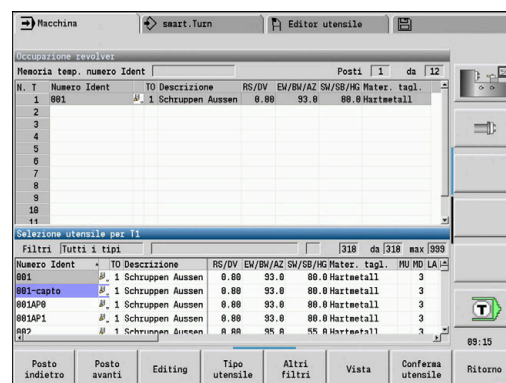 Macchina smart.Turn Editor utensile
Occupazione revolver
Memoria temp. numero Ident Posti 1 da 12
N. T Numero Ident TO Descrizione RS/DV EW/BW/AZ SW/SB/HG Mater. tagl.
1 001 1 Schruppen Aussen 0.80 93.0 80.0 Hartmetall
2
3
4
5
6
7
8
9
10
11
Selezione utensile per T1
Filtri Tutti i tipi 318 da 318 max 999
Numero Ident TO Descrizione RS/DV EW/BW/AZ SW/SB/HG Mater. tagl. MU MD LA
001 1 Schruppen Aussen 0.80 93.0 80.0 Hartmetall 3
001-capto 1 Schruppen Aussen 0.80 93.0 80.0 Hartmetall 3
001AP0 1 Schruppen Aussen 0.80 93.0 80.0 Hartmetall 3
001AP1 1 Schruppen Aussen 0.80 93.0 80.0 Hartmetall 3
002 1 Schruppen Aussen 0.80 95.0 55.0 Hartmetall 3
T
09:15
Posto indietro Posto avanti Editing Tipo utensile Altri filtri Vista Conferma utensile Ritorno